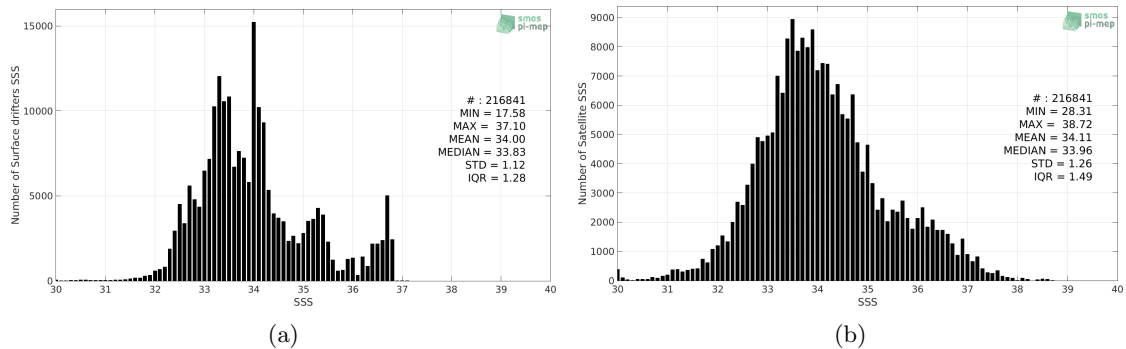 15000
10000
5000
0
Number of Surface drifters SSS
smos
pi-mep
# : 216841
MIN = 17.58
MAX = 37.10
MEAN = 34.00
MEDIAN = 33.83
STD = 1.12
IQR = 1.28
30 31 32 33 34 35 36 37 38 39 40
SSS
(a)
9000
8000
7000
6000
5000
4000
3000
2000
1000
0
Number of Satellite SSS
smos
pi-mep
# : 216841
MIN = 28.31
MAX = 38.72
MEAN = 34.11
MEDIAN = 33.96
STD = 1.26
IQR = 1.49
30 31 32 33 34 35 36 37 38 39 40
SSS
(b)